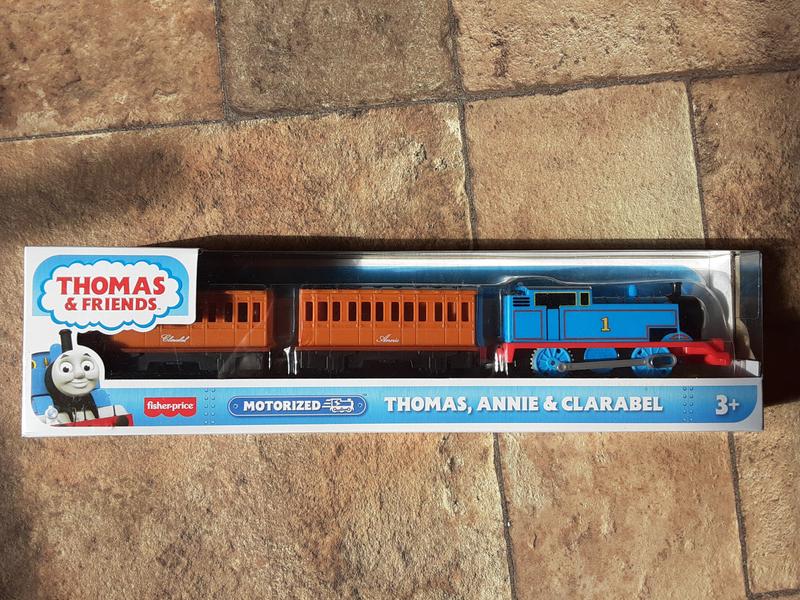 THOMAS
& FRIENDS
Clarabel
Annie
1
fisher-price
MOTORIZED
THOMAS, ANNIE & CLARABEL
3+